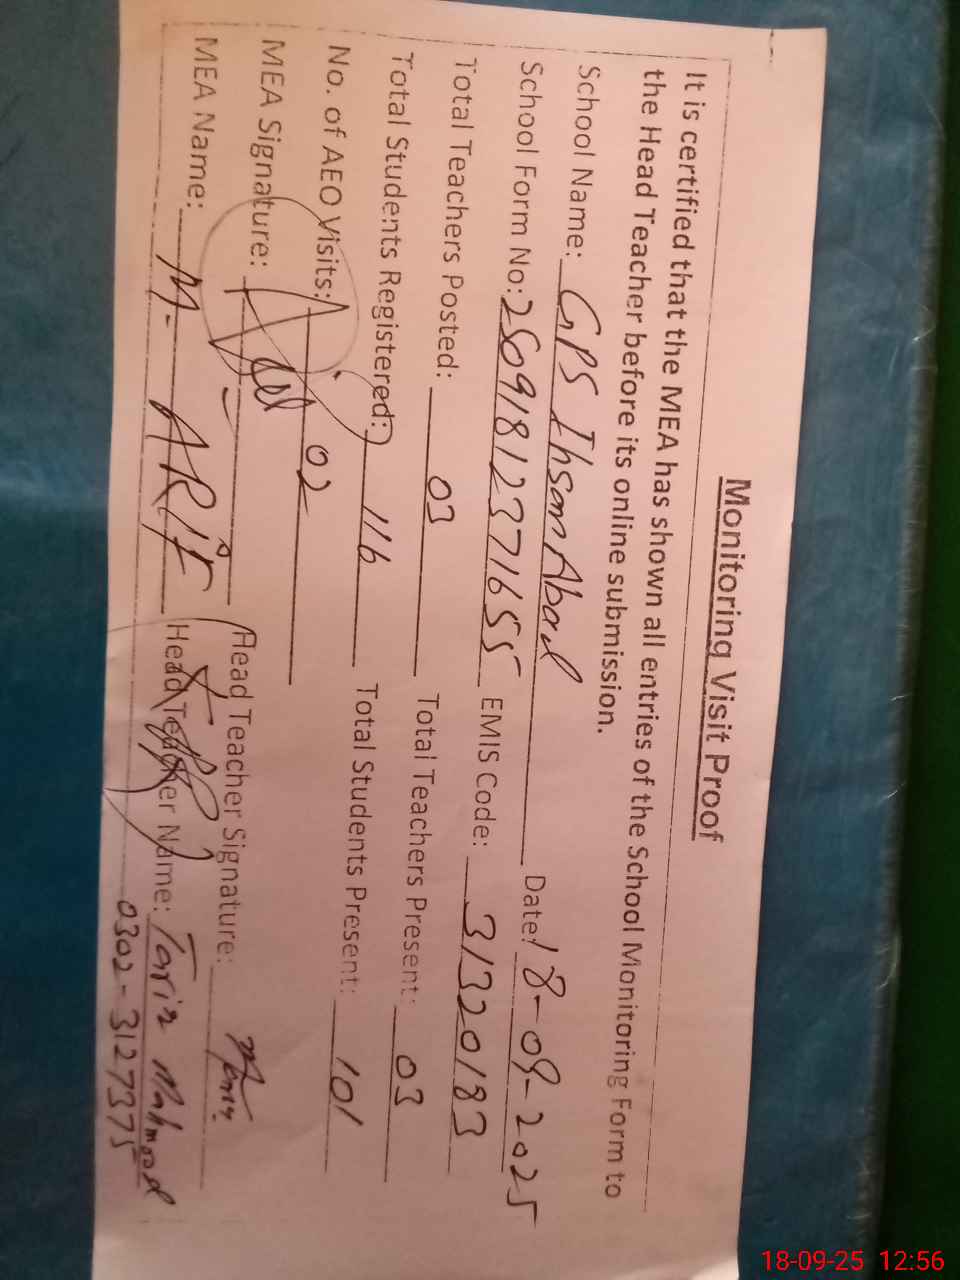 Monitoring Visit Proof
It is certified that the MEA has shown all entries of the School Monitoring Form to
the Head Teacher before its online submission.
School Name: GPS Ihsan Abad Date: 18-09-2025
School Form No: 25691812371655 EMIS Code: 31320183
Total Teachers Posted: 03 Total Teachers Present: 03
Total Students Registered: 116 Total Students Present: 101
No. of AEO Visits: 02
MEA Signature: Head Teacher Signature:
MEA Name: M. ARIF Head Teacher Name: Tariq Mahmood
0302-3127375
18-09-25 12:56